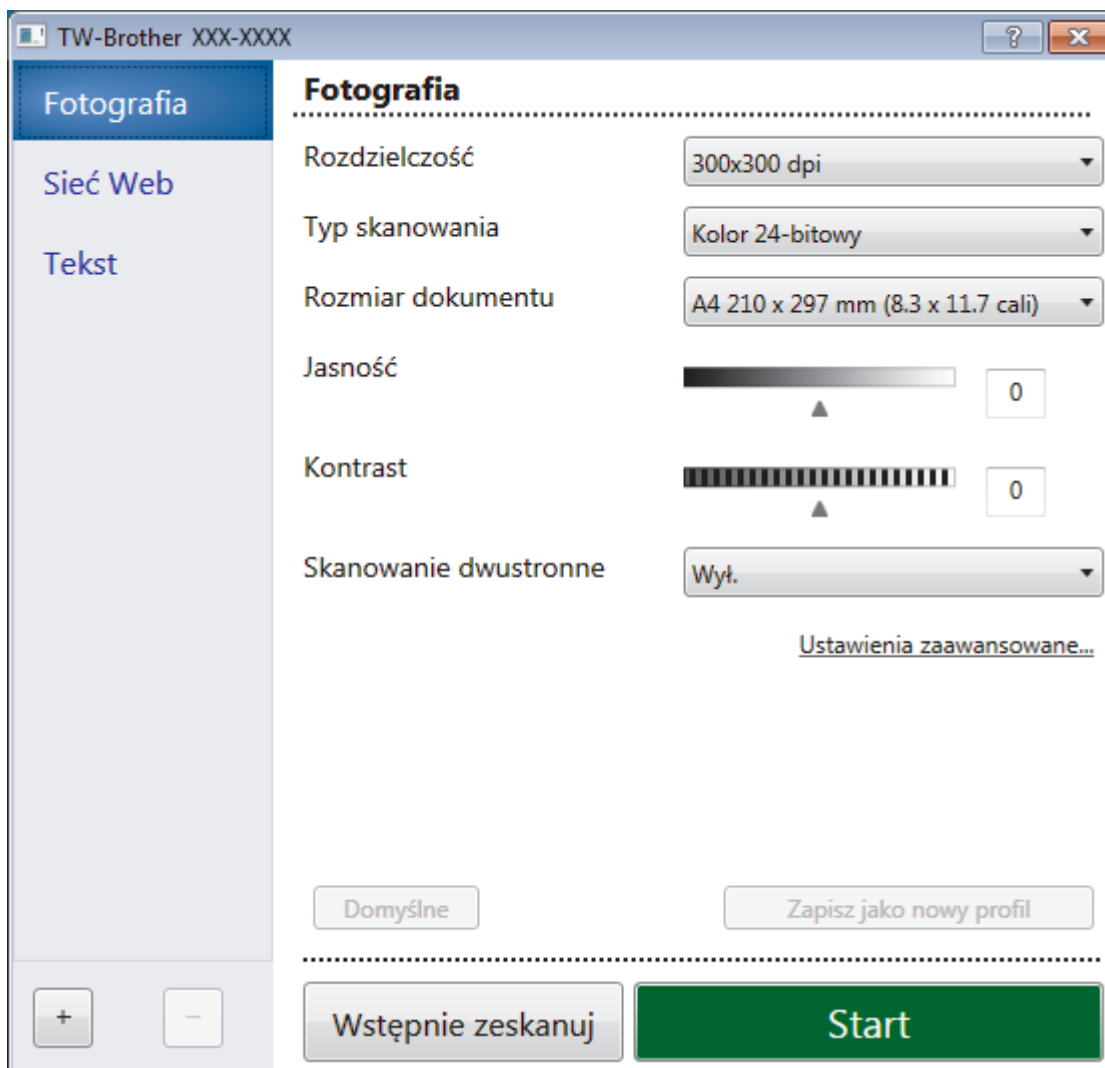 TW-Brother XXX-XXXX
Fotografia
Sieć Web
Tekst
Fotografia
Rozdzielczość 300x300 dpi
Typ skanowania Kolor 24-bitowy
Rozmiar dokumentu A4 210 x 297 mm (8.3 x 11.7 cali)
Jasność 0
Kontrast 0
Skanowanie dwustronne Wył.
Ustawienia zaawansowane...
Domyślne Zapisz jako nowy profil
+ − Wstępnie zeskanuj Start